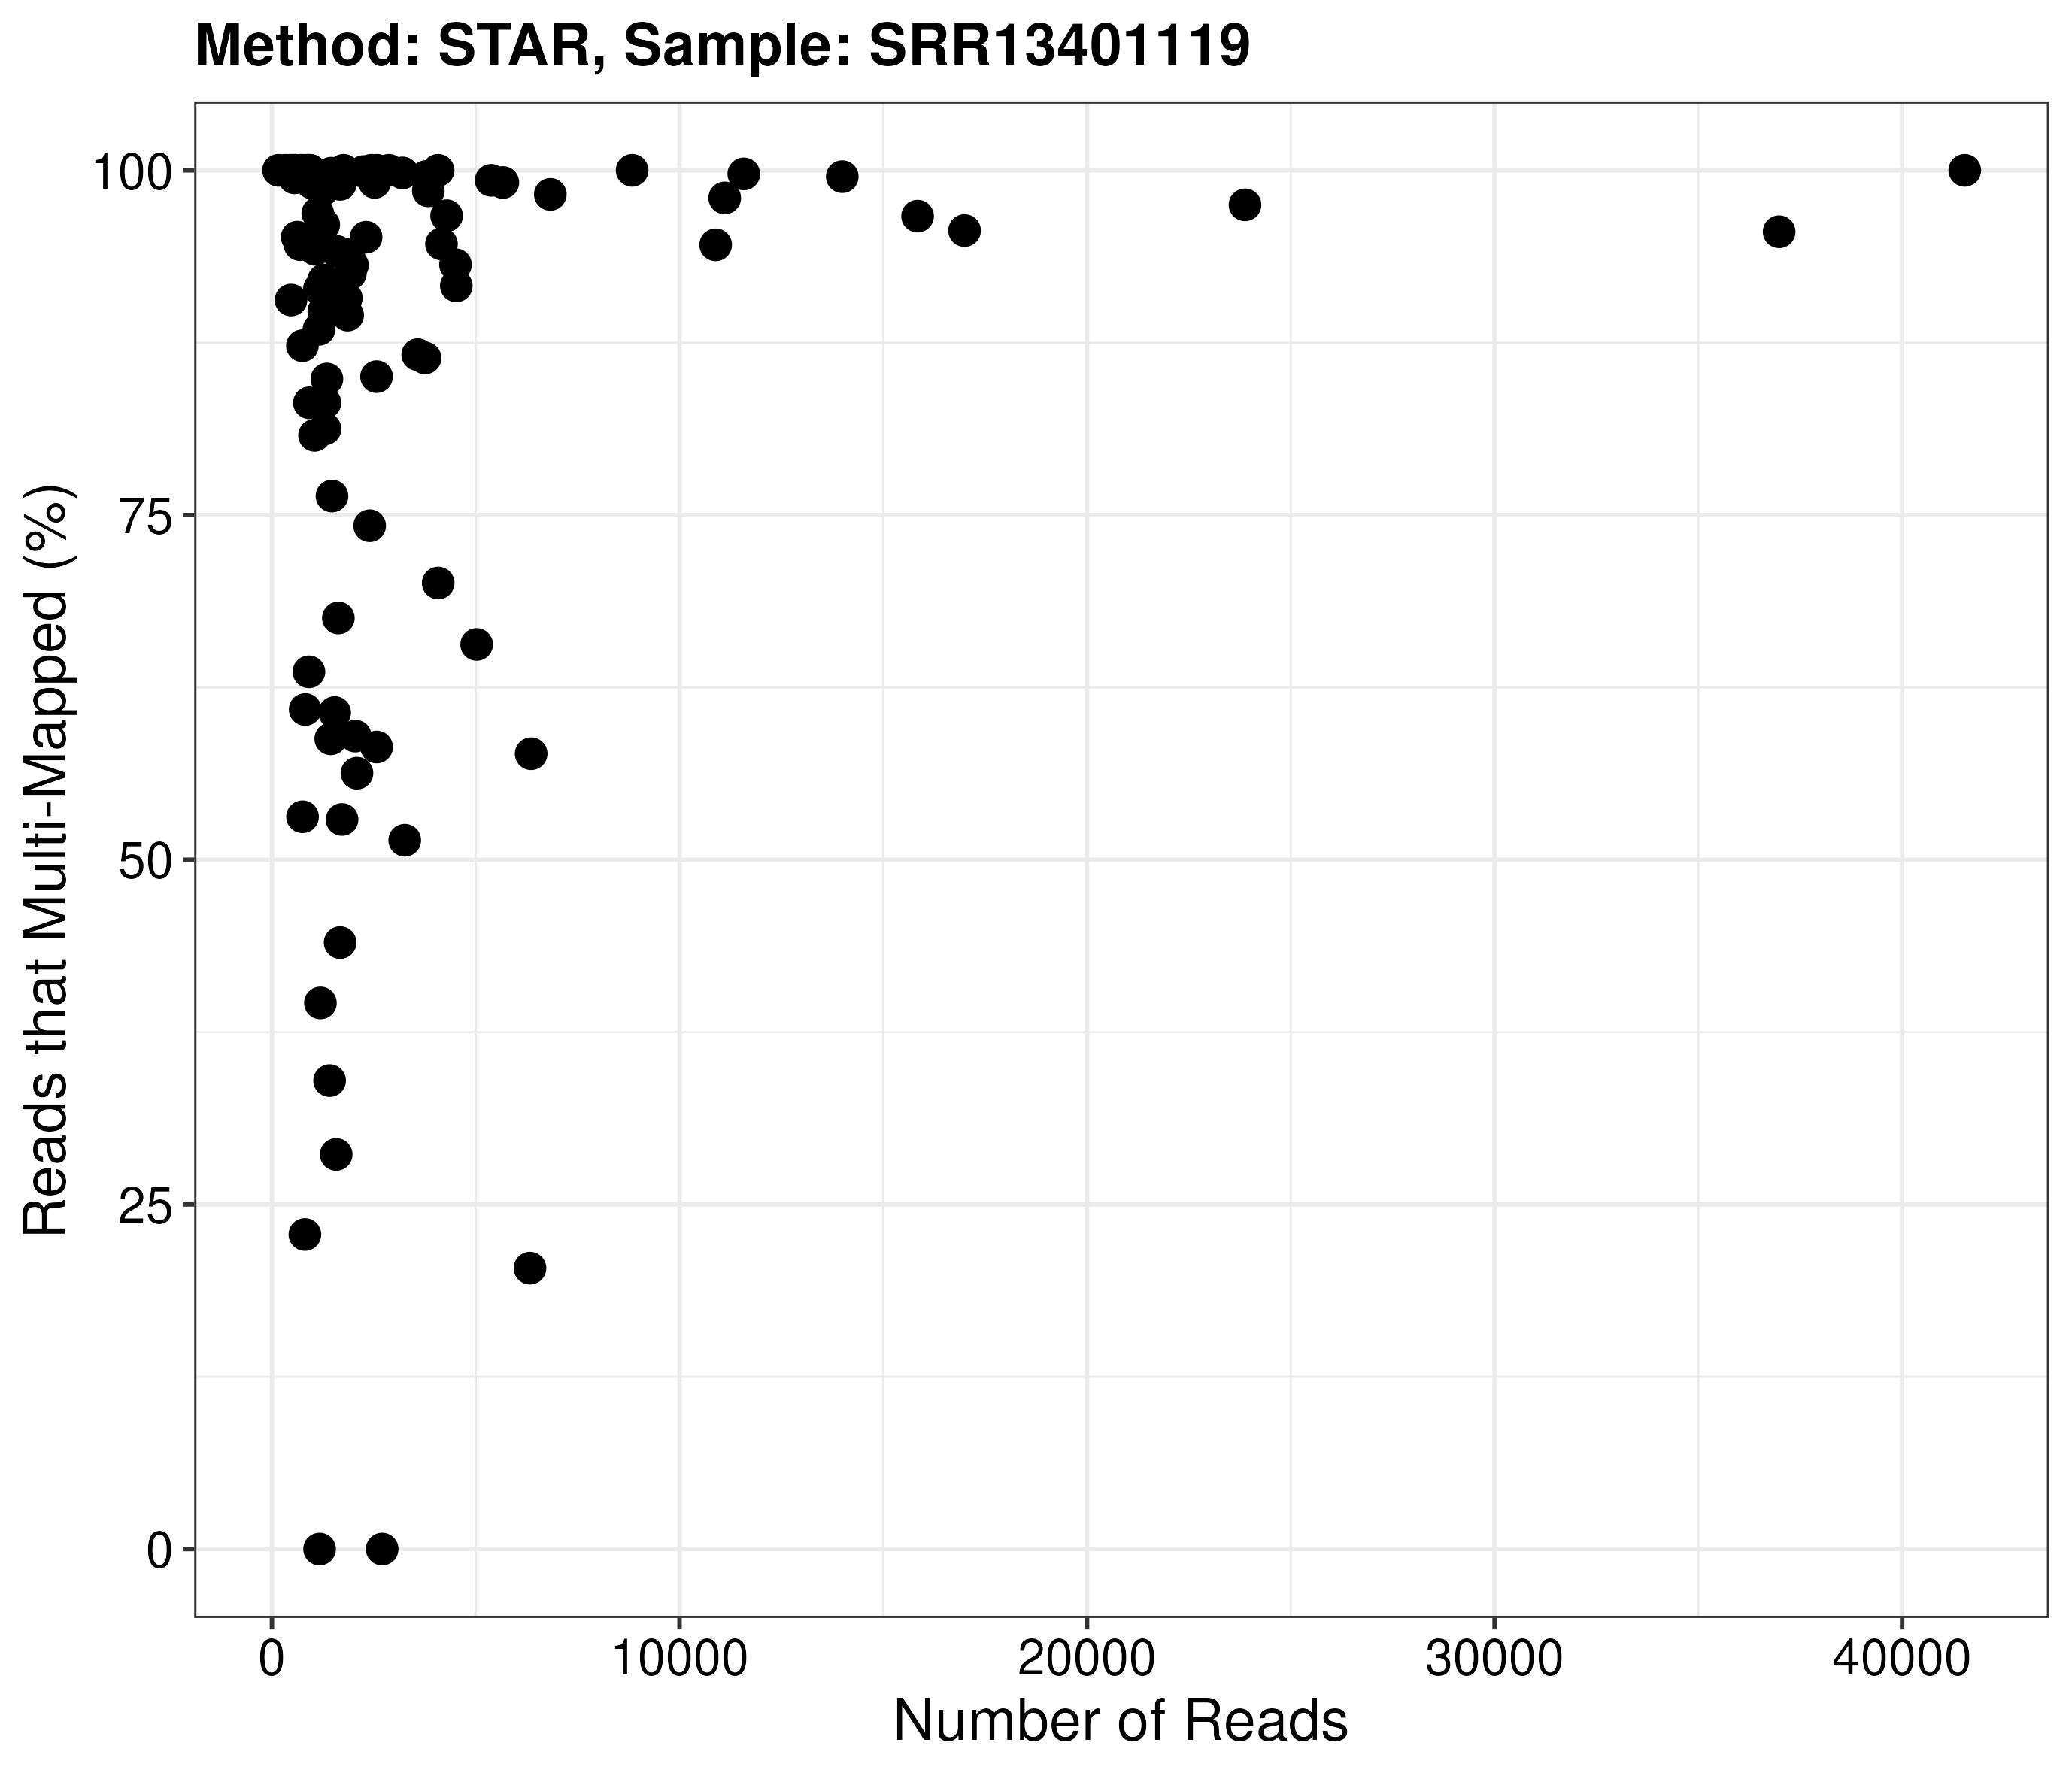 Method: STAR, Sample: SRR13401119
Reads that Multi-Mapped (%)
100
75
50
25
0
0 10000 20000 30000 40000
Number of Reads